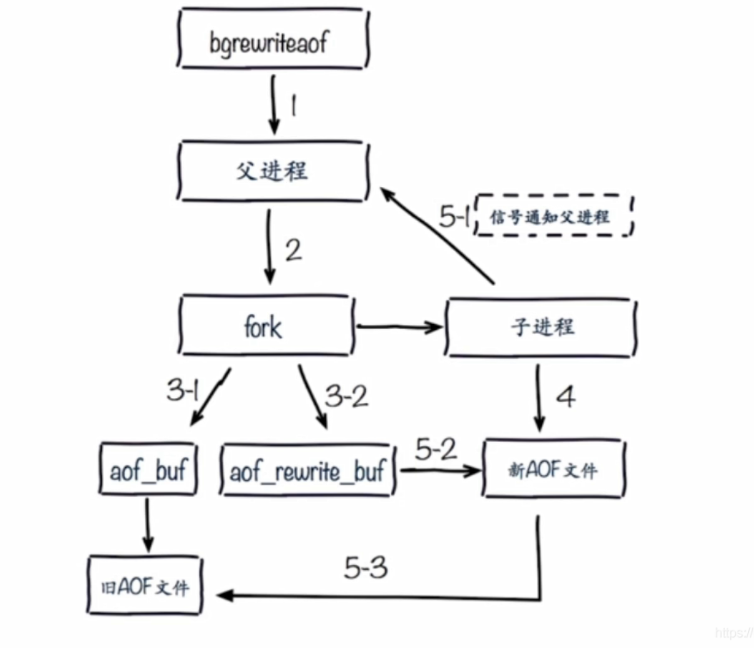 bgrewriteaof
1
父进程
5-1
信号通知父进程
2
fork
子进程
3-1
3-2
4
aof_buf
aof_rewrite_buf
5-2
新AOF文件
旧AOF文件
5-3
https://